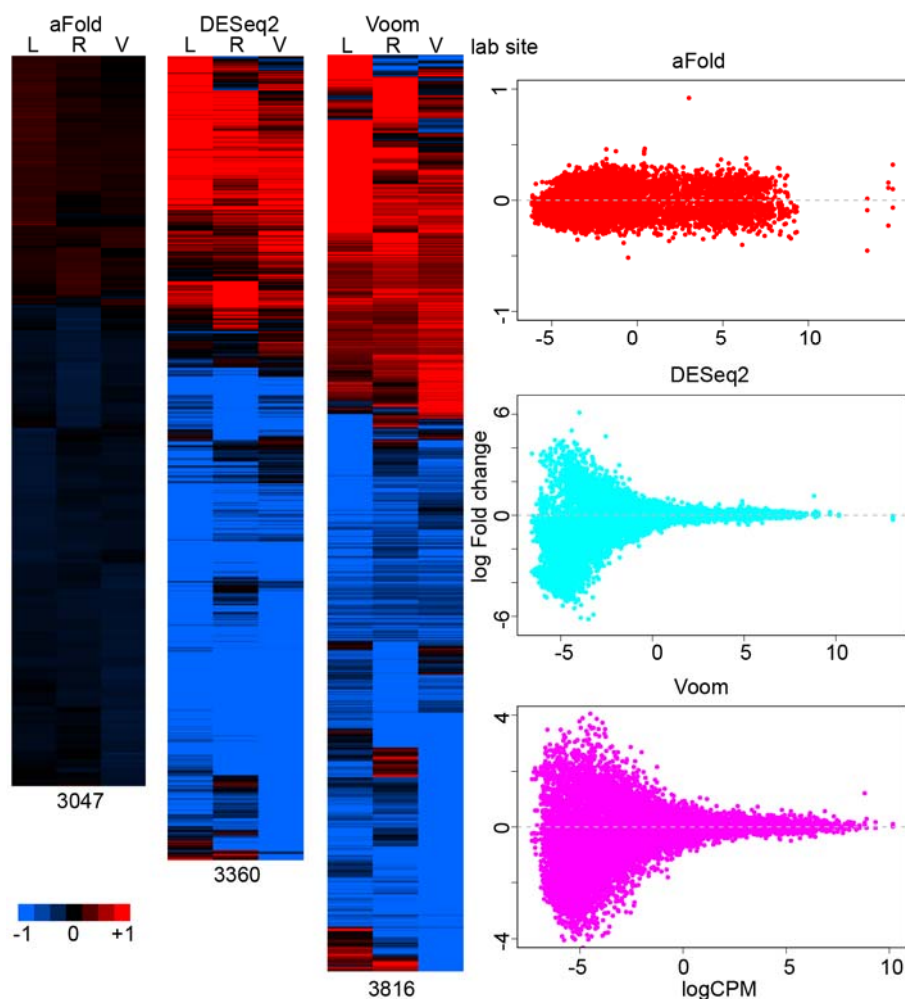 aFold DESeq2 Voom
L R V L R V L R V lab site
3047
3360
3816
-1 0 +1
aFold
1
0
-1
-5 0 5 10
DESeq2
6
0
-6
-5 0 5 10
log Fold change
Voom
4
2
0
-4
-5 0 5 10
logCPM